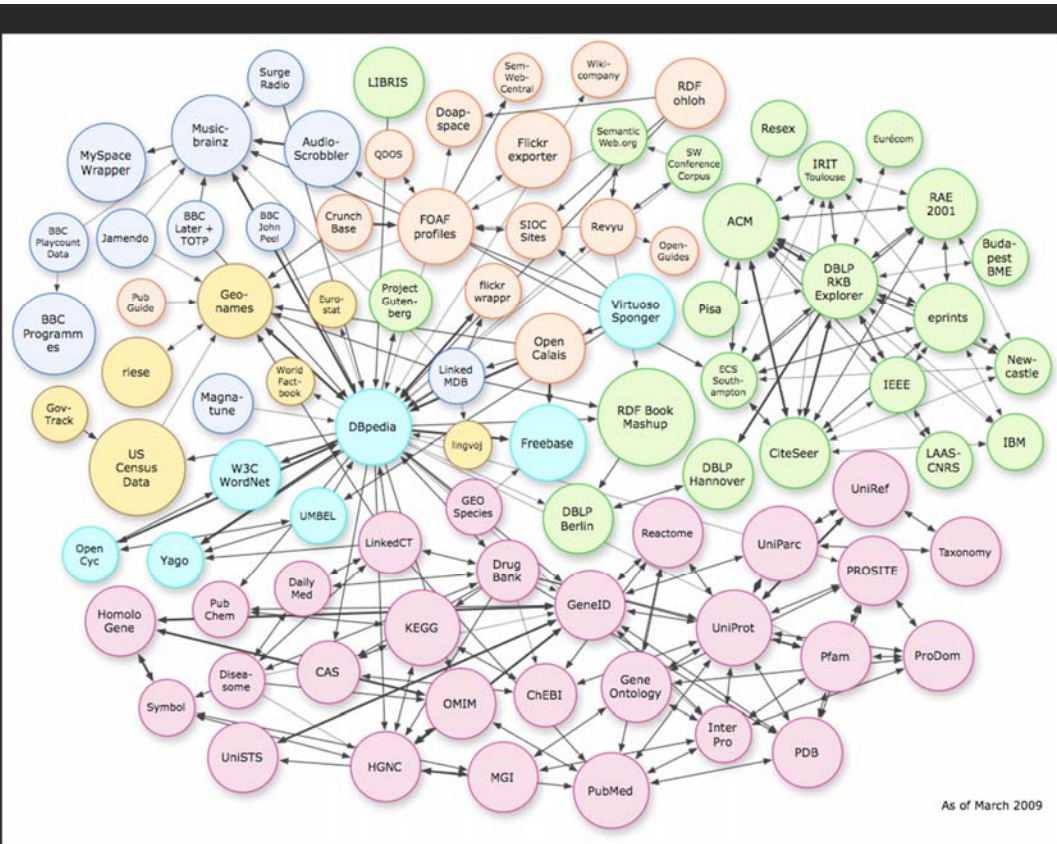 Surge
Radio
LIBRIS
Sem-
Web-
Central
Wiki-
company
RDF
ohloh
Doap-
space
Music-
brainz
Audio-
Scrobbler
MySpace
Wrapper
QDOS
Flickr
exporter
Semantic
Web.org
SW
Conference
Corpus
Resex
Eurécom
IRIT
Toulouse
RAE
2001
ACM
BBC
Playcount
Data
Jamendo
BBC
Later +
TOTP
BBC
John
Peel
Crunch
Base
FOAF
profiles
SIOC
Sites
Revyu
Open-
Guides
Buda-
pest
BME
DBLP
RKB
Explorer
Pub
Guide
Geo-
names
Euro-
stat
Project
Guten-
berg
flickr
wrappr
Virtuoso
Sponger
Pisa
eprints
BBC
Programm
es
riese
World
Fact-
book
Linked
MDB
Open
Calais
ECS
South-
ampton
IEEE
New-
castle
Gov-
Track
Magna-
tune
DBpedia
lingvoj
Freebase
RDF Book
Mashup
CiteSeer
LAAS-
CNRS
IBM
US
Census
Data
W3C
WordNet
DBLP
Hannover
UniRef
UMBEL
GEO
Species
DBLP
Berlin
Reactome
UniParc
Taxonomy
Open
Cyc
Yago
LinkedCT
Drug
Bank
PROSITE
Daily
Med
Homolo
Gene
Pub
Chem
KEGG
GeneID
UniProt
Pfam
ProDom
Disea-
some
CAS
Symbol
OMIM
ChEBI
Gene
Ontology
Inter
Pro
PDB
UniSTS
HGNC
MGI
PubMed
As of March 2009